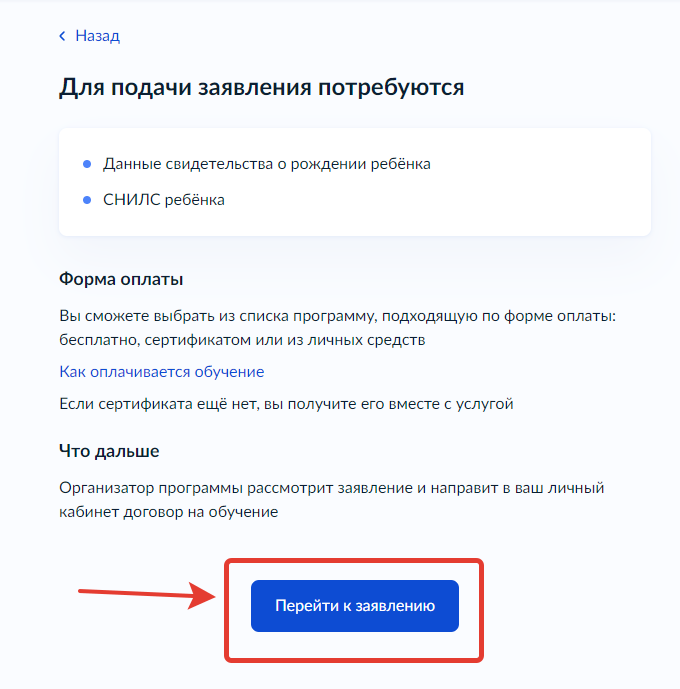 Назад
Для подачи заявления потребуются
Данные свидетельства о рождении ребёнка
СНИЛС ребёнка
Форма оплаты
Вы сможете выбрать из списка программу, подходящую по форме оплаты:
бесплатно, сертификатом или из личных средств
Как оплачивается обучение
Если сертификата ещё нет, вы получите его вместе с услугой
Что дальше
Организатор программы рассмотрит заявление и направит в ваш личный
кабинет договор на обучение
Перейти к заявлению